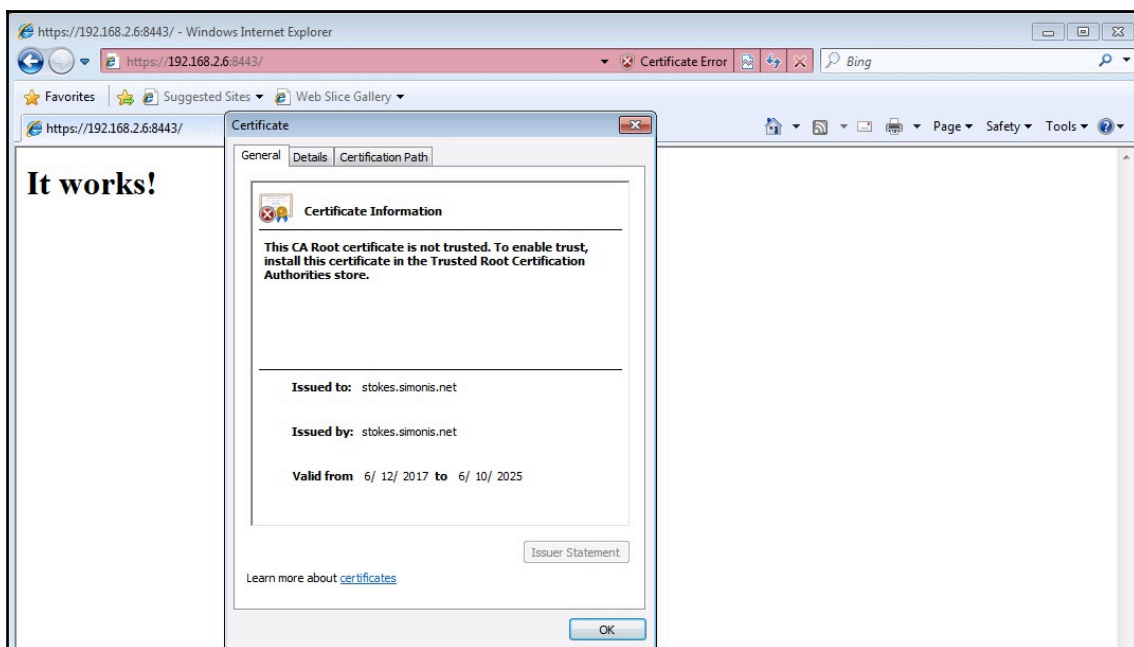 https://192.168.2.6:8443/ - Windows Internet Explorer
https://192.168.2.6:8443/
Certificate Error
Bing
Favorites
Suggested Sites
Web Slice Gallery
https://192.168.2.6:8443/
Page
Safety
Tools
It works!
Certificate
General
Details
Certification Path
Certificate Information
This CA Root certificate is not trusted. To enable trust,
install this certificate in the Trusted Root Certification
Authorities store.
Issued to: stokes.simonis.net
Issued by: stokes.simonis.net
Valid from 6/ 12/ 2017 to 6/ 10/ 2025
Issuer Statement
Learn more about certificates
OK